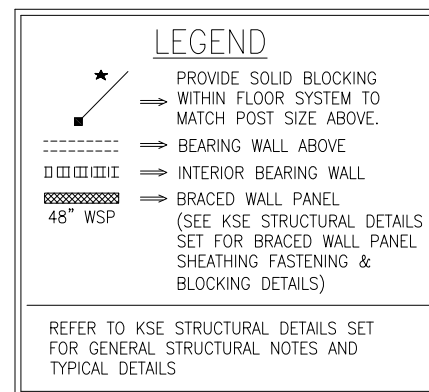 LEGEND
PROVIDE SOLID BLOCKING
WITHIN FLOOR SYSTEM TO
MATCH POST SIZE ABOVE.
BEARING WALL ABOVE
INTERIOR BEARING WALL
BRACED WALL PANEL
48" WSP
(SEE KSE STRUCTURAL DETAILS
SET FOR BRACED WALL PANEL
SHEATHING FASTENING &
BLOCKING DETAILS)
REFER TO KSE STRUCTURAL DETAILS SET
FOR GENERAL STRUCTURAL NOTES AND
TYPICAL DETAILS